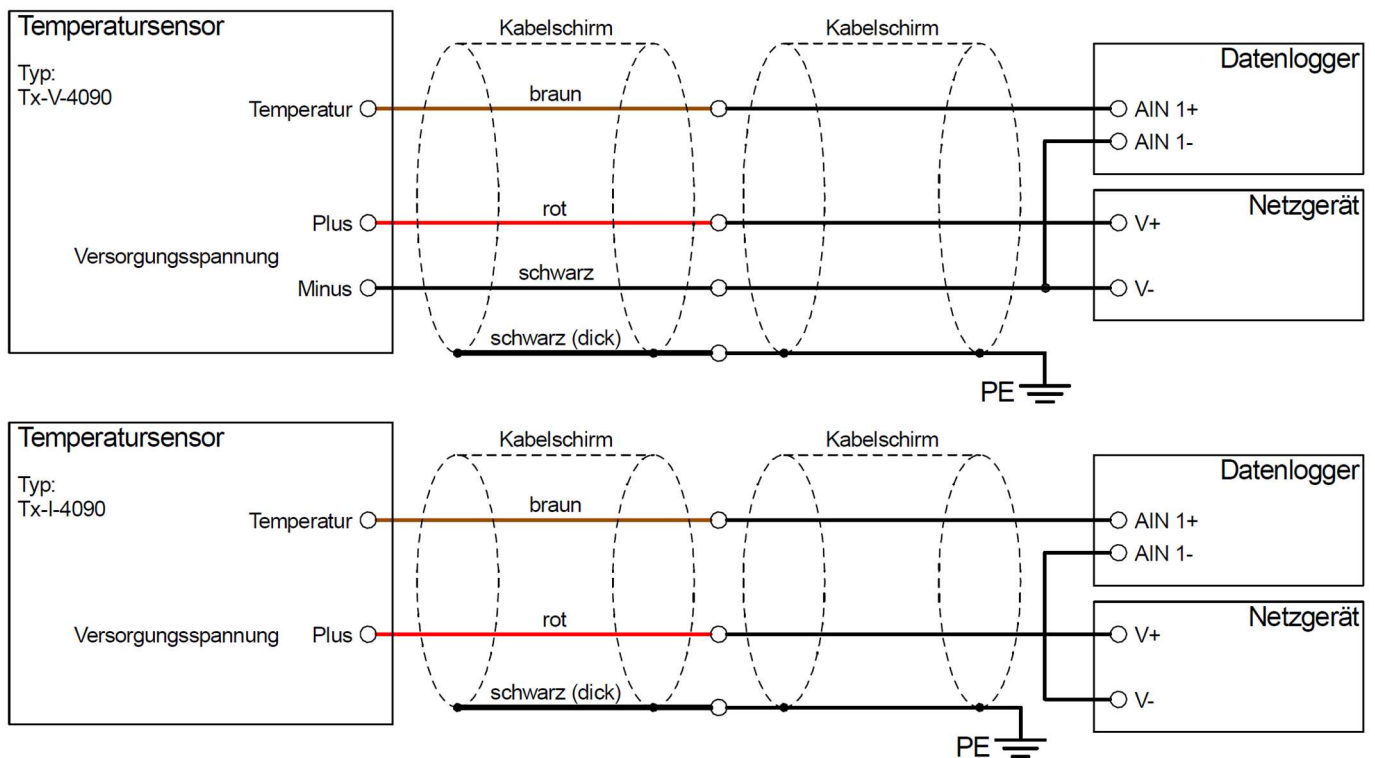 Temperatursensor
Kabelschirm
Kabelschirm
Datenlogger
Typ:
Tx-V-4090
Temperatur
braun
AIN 1+
AIN 1-
Netzgerät
Plus
rot
V+
Versorgungsspannung
Minus
schwarz
V-
schwarz (dick)
PE
Temperatursensor
Kabelschirm
Kabelschirm
Datenlogger
Typ:
Tx-I-4090
Temperatur
braun
AIN 1+
AIN 1-
Netzgerät
Versorgungsspannung Plus
rot
V+
schwarz (dick)
V-
PE